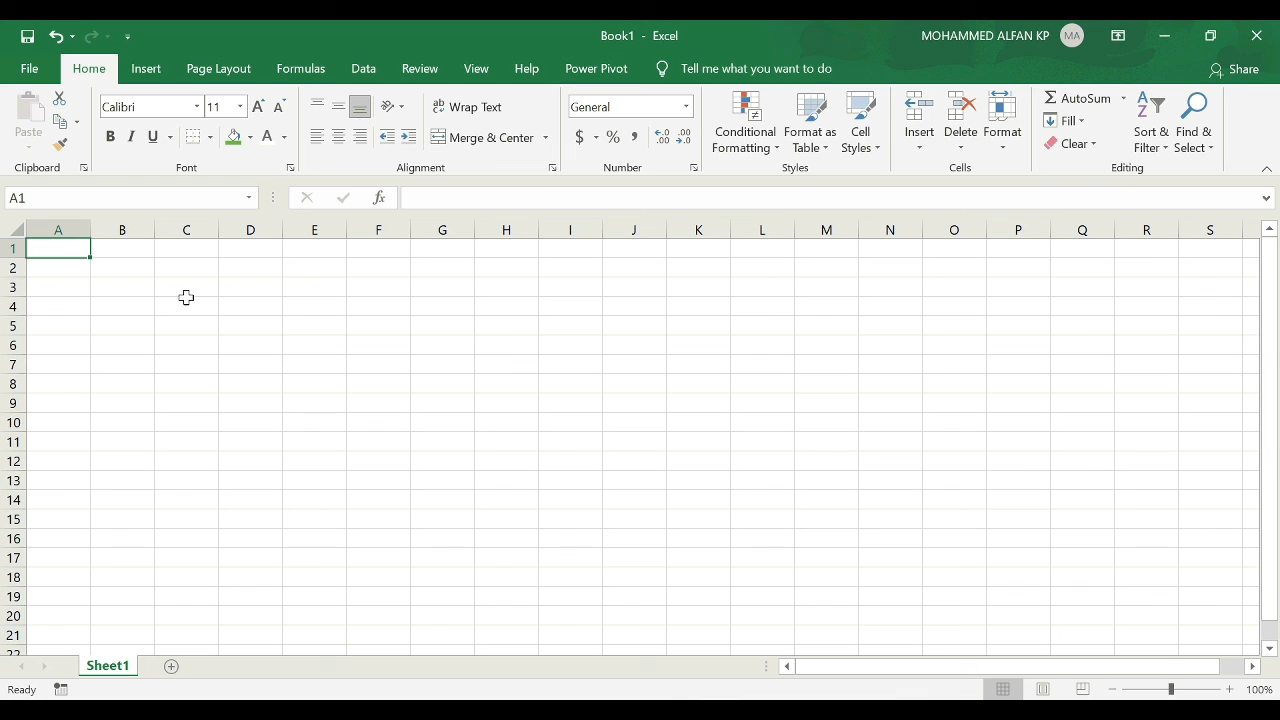 Book1 - Excel
MOHAMMED ALFAN KP
MA
File
Home
Insert
Page Layout
Formulas
Data
Review
View
Help
Power Pivot
Tell me what you want to do
Share
Paste
Calibri
11
B I U
A
ab
Wrap Text
Merge & Center
General
$ % ,
Conditional
Formatting
Format as
Table
Cell
Styles
Insert
Delete
Format
AutoSum
Fill
Clear
Sort &
Filter
Find &
Select
Clipboard
Font
Alignment
Number
Styles
Cells
Editing
A1
fx
A B C D E F G H I J K L M N O P Q R S
1
2
3
4
5
6
7
8
9
10
11
12
13
14
15
16
17
18
19
20
21
22
Sheet1
Ready
100%